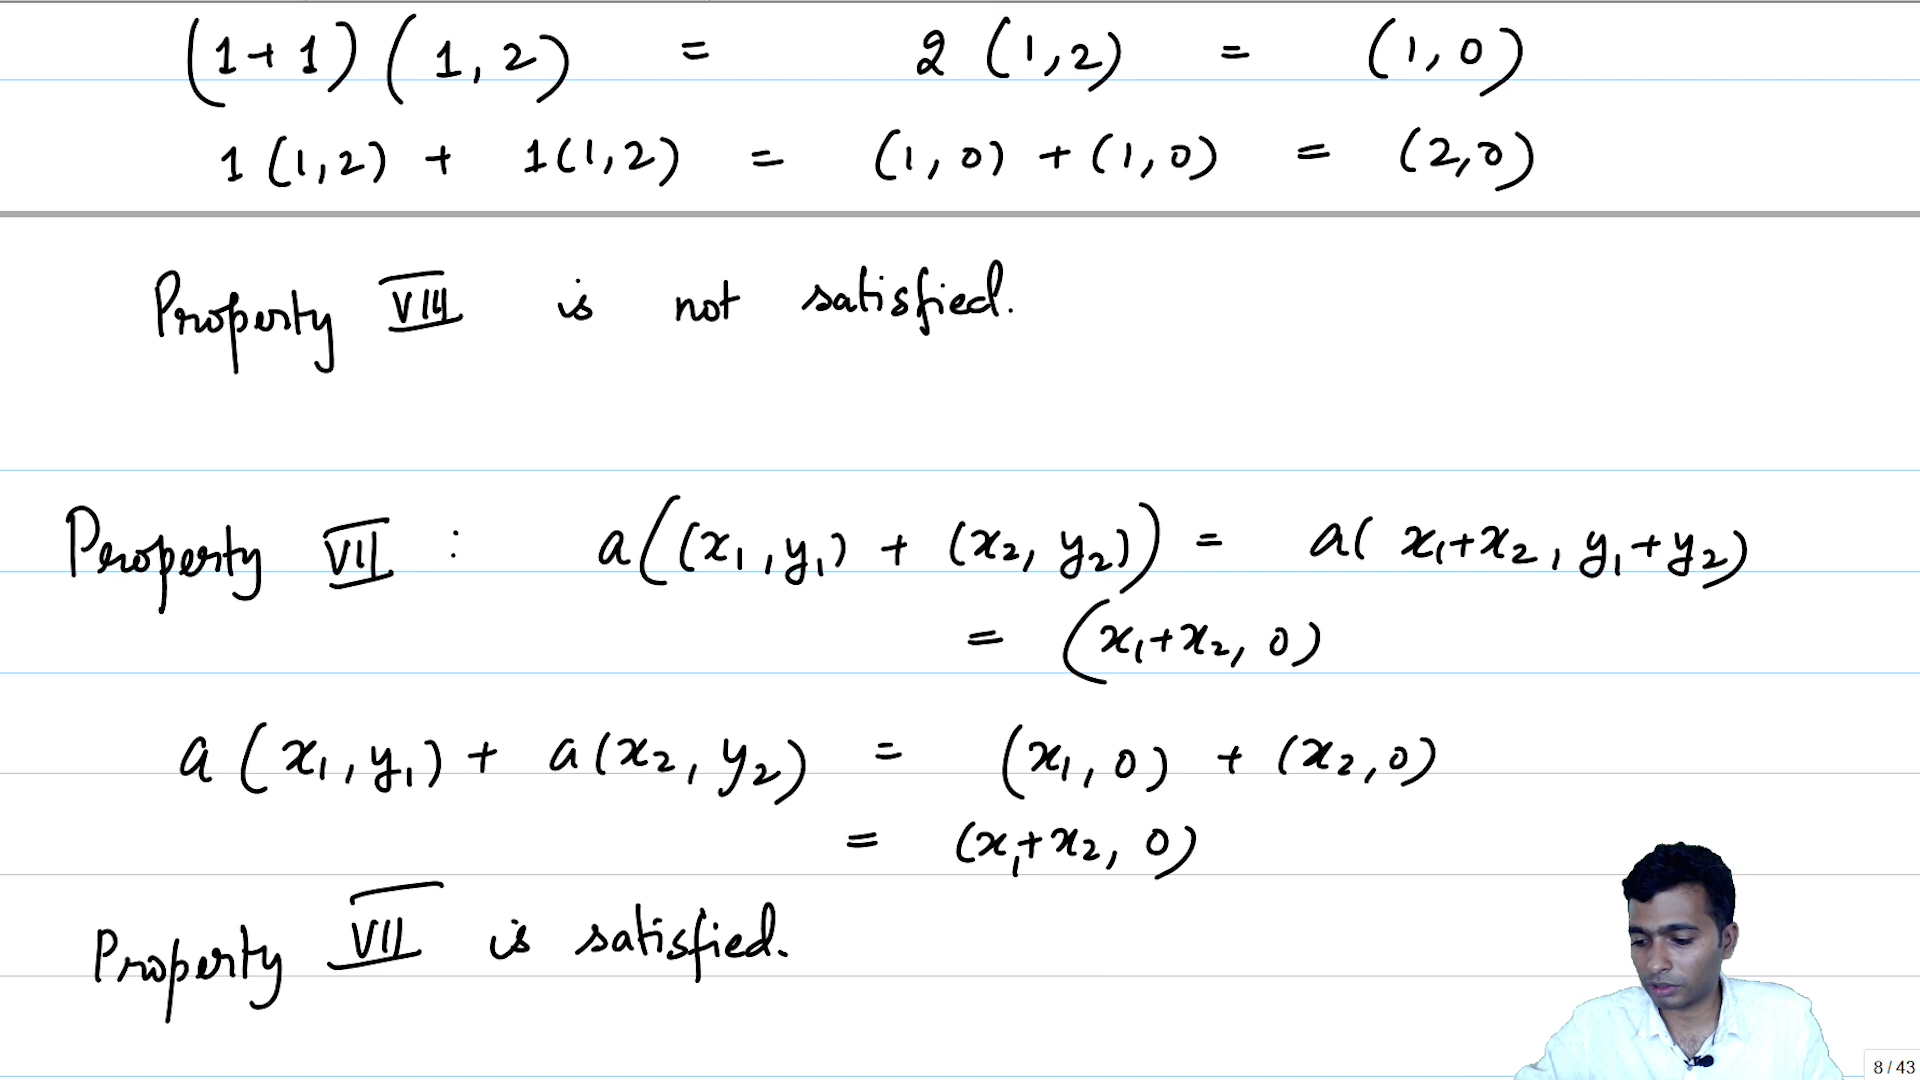 (1+1) (1,2) = 2 (1,2) = (1,0)
1 (1,2) + 1(1,2) = (1,0) + (1,0) = (2,0)
Property VIII is not satisfied.
Property VII : a((x₁,y₁) + (x₂,y₂)) = a( x₁+x₂, y₁+y₂)
= (x₁+x₂, 0)
a (x₁,y₁) + a(x₂,y₂) = (x₁,0) + (x₂,0)
= (x₁+x₂, 0)
Property VII is satisfied.
8 / 43